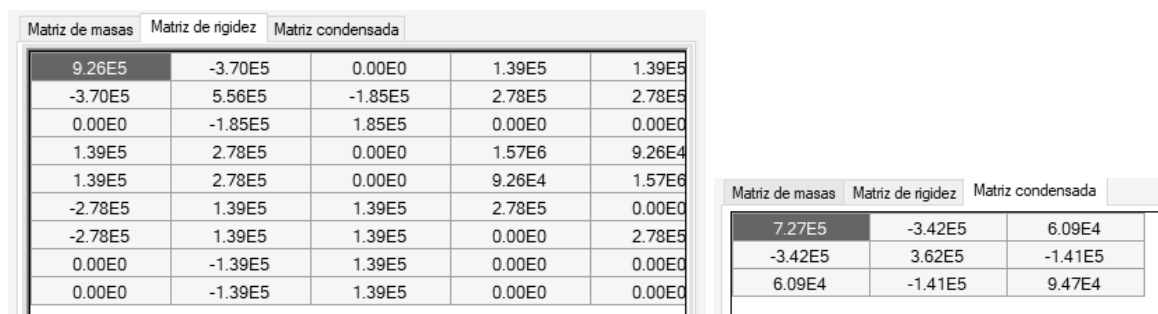 Matriz de masas Matriz de rigidez Matriz condensada
9.26E5 -3.70E5 0.00E0 1.39E5 1.39E5
-3.70E5 5.56E5 -1.85E5 2.78E5 2.78E5
0.00E0 -1.85E5 1.85E5 0.00E0 0.00E0
1.39E5 2.78E5 0.00E0 1.57E6 9.26E4
1.39E5 2.78E5 0.00E0 9.26E4 1.57E6
-2.78E5 1.39E5 1.39E5 2.78E5 0.00E0
-2.78E5 1.39E5 1.39E5 0.00E0 2.78E5
0.00E0 -1.39E5 1.39E5 0.00E0 0.00E0
0.00E0 -1.39E5 1.39E5 0.00E0 0.00E0
Matriz de masas Matriz de rigidez Matriz condensada
7.27E5 -3.42E5 6.09E4
-3.42E5 3.62E5 -1.41E5
6.09E4 -1.41E5 9.47E4